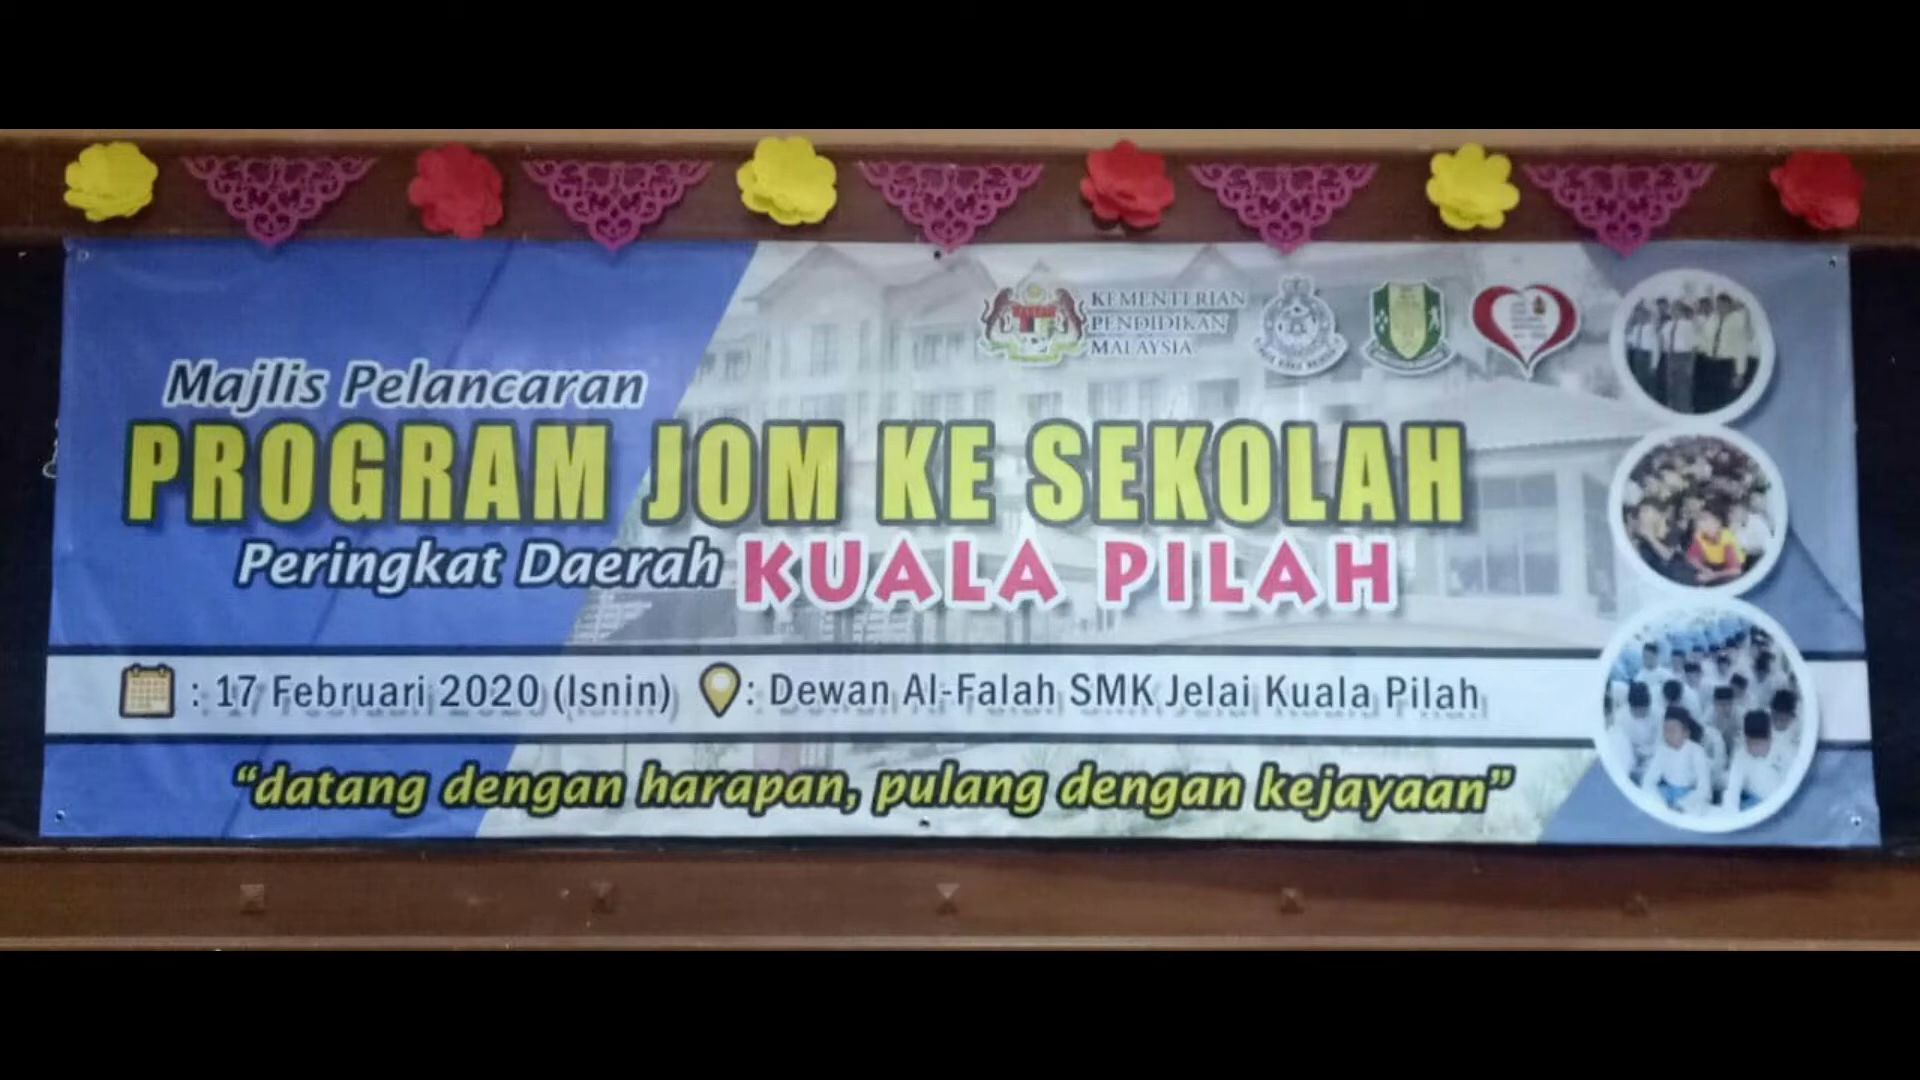 KEMENTERIAN
PENDIDIKAN
MALAYSIA
Majlis Pelancaran
PROGRAM JOM KE SEKOLAH
Peringkat Daerah KUALA PILAH
: 17 Februari 2020 (Isnin) : Dewan Al-Falah SMK Jelai Kuala Pilah
“datang dengan harapan, pulang dengan kejayaan”